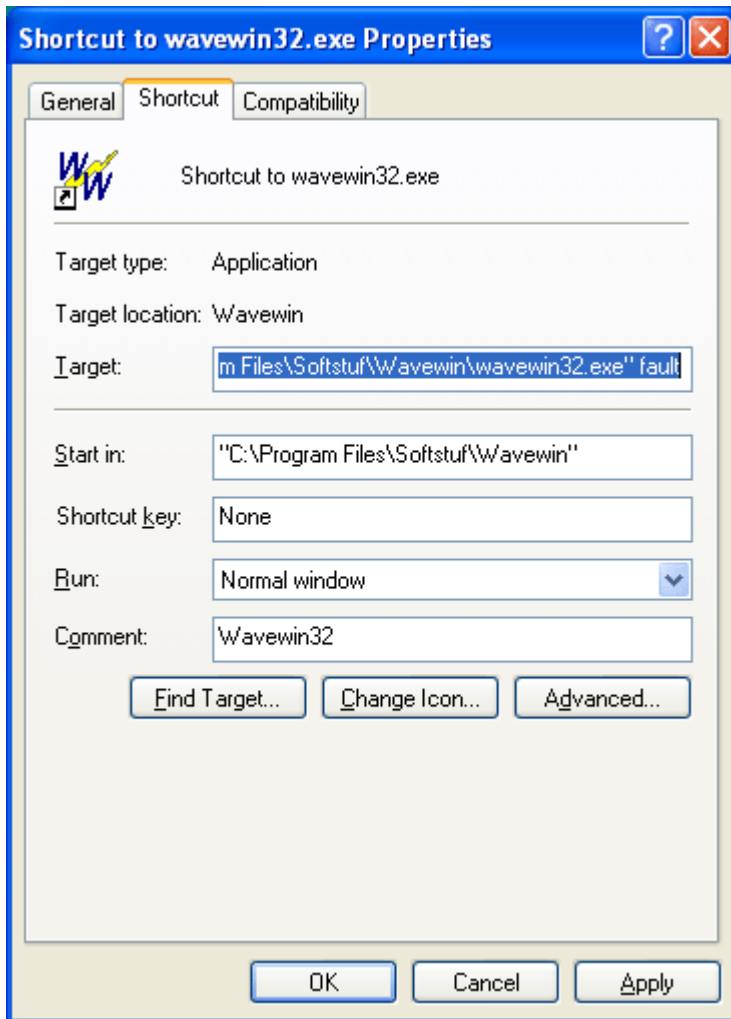 Shortcut to wavewin32.exe Properties
General Shortcut Compatibility
WW
Shortcut to wavewin32.exe
Target type: Application
Target location: Wavewin
Target: m Files\Softstuf\Wavewin\wavewin32.exe" fault
Start in: "C:\Program Files\Softstuf\Wavewin"
Shortcut key: None
Run: Normal window
Comment: Wavewin32
Find Target... Change Icon... Advanced...
OK Cancel Apply